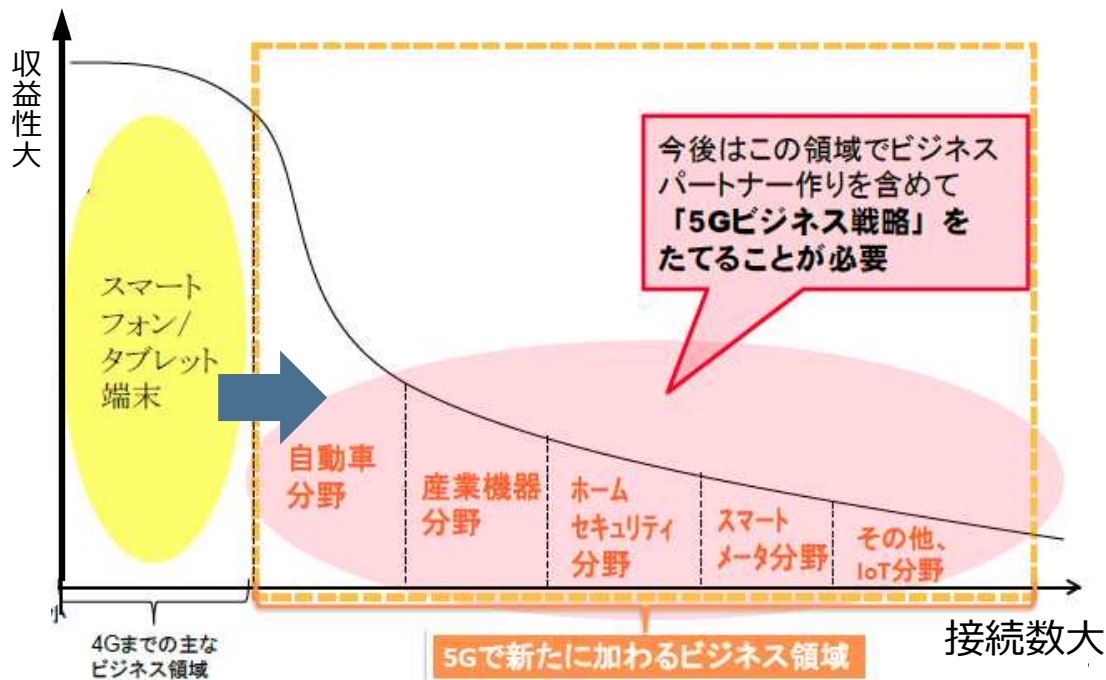 収益性大
今後はこの領域でビジネス
パートナー作りを含めて
「5Gビジネス戦略」を
たてることが必要
スマート
フォン/
タブレット
端末
自動車
分野
産業機器
分野
ホーム
セキュリティ
分野
スマート
メータ分野
その他、
IoT分野
4Gまでの主な
ビジネス領域
5Gで新たに加わるビジネス領域
接続数大